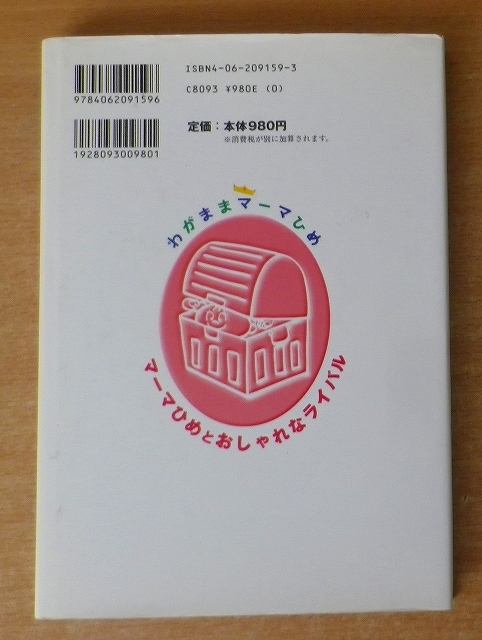 ISBN4-06-209159-3
9784062091596
C8093 ¥980E (0)
1928093009801
定価：本体980円
※消費税が別に加算されます。
わがままマーマひめ
マーマひめとおしゃれなライバル